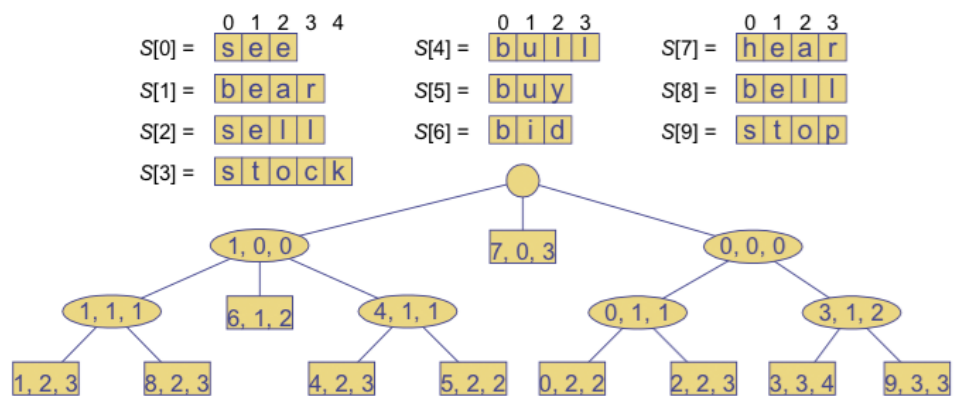 0 1 2 3 4 0 1 2 3 0 1 2 3
S[0] = s e e S[4] = b u l l S[7] = h e a r
S[1] = b e a r S[5] = b u y S[8] = b e l l
S[2] = s e l l S[6] = b i d S[9] = s t o p
S[3] = s t o c k
1, 0, 0 7, 0, 3 0, 0, 0
1, 1, 1 6, 1, 2 4, 1, 1 0, 1, 1 3, 1, 2
1, 2, 3 8, 2, 3 4, 2, 3 5, 2, 2 0, 2, 2 2, 2, 3 3, 3, 4 9, 3, 3